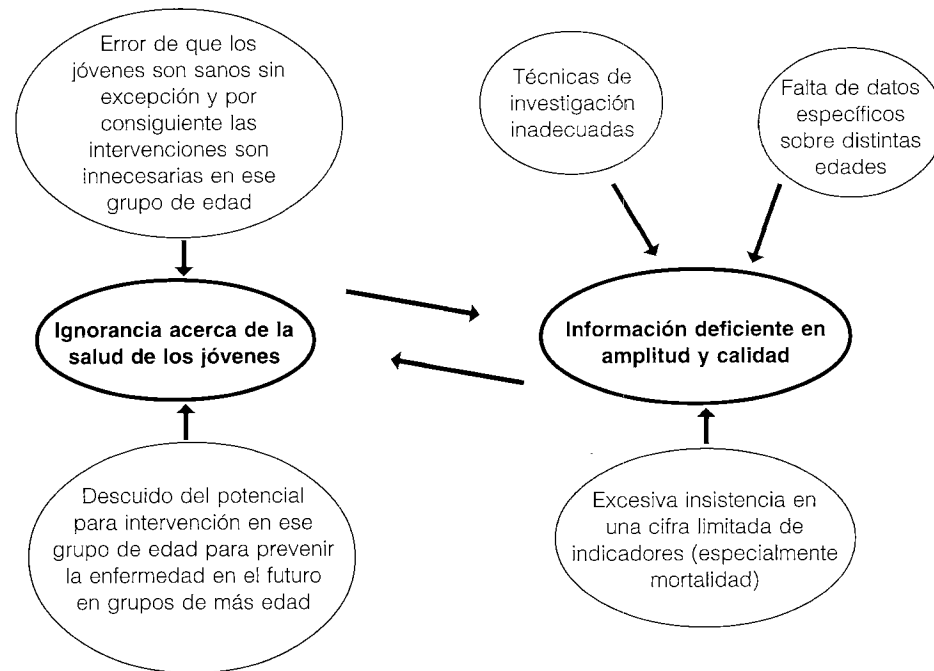 Error de que los
jóvenes son sanos sin
excepción y por
consiguiente las
intervenciones son
innecesarias en ese
grupo de edad
Técnicas de
investigación
inadecuadas
Falta de datos
específicos
sobre distintas
edades
Ignorancia acerca de la
salud de los jóvenes
Información deficiente en
amplitud y calidad
Descuido del potencial
para intervención en ese
grupo de edad para prevenir
la enfermedad en el futuro
en grupos de más edad
Excesiva insistencia en
una cifra limitada de
indicadores (especialmente
mortalidad)